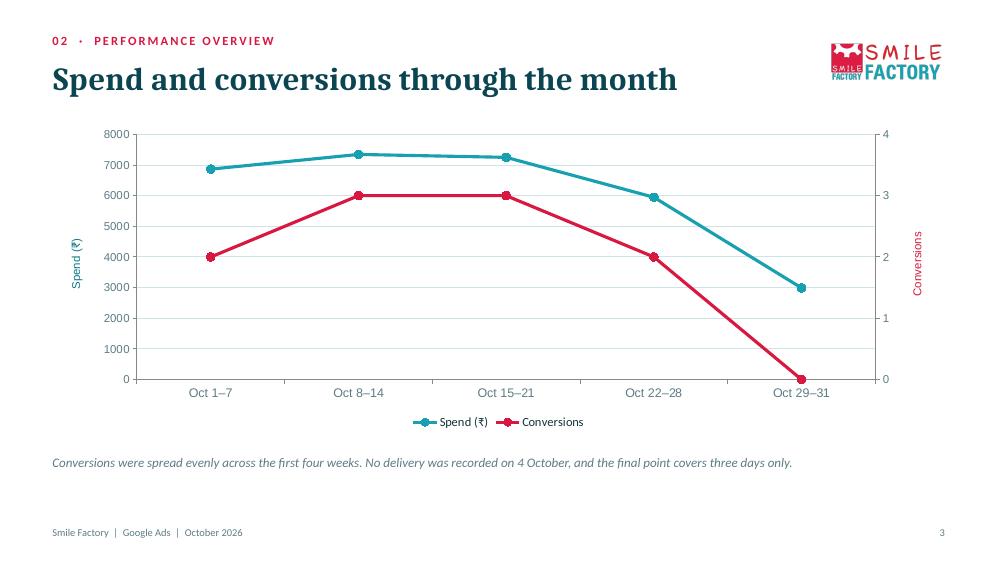 02 · PERFORMANCE OVERVIEW
Spend and conversions through the month
SMILE
FACTORY
SMILE
FACTORY
8000
7000
6000
5000
4000
3000
2000
1000
0
Spend (₹)
4
3
2
1
0
Conversions
Oct 1–7
Oct 8–14
Oct 15–21
Oct 22–28
Oct 29–31
Spend (₹)
Conversions
Conversions were spread evenly across the first four weeks. No delivery was recorded on 4 October, and the final point covers three days only.
Smile Factory | Google Ads | October 2026
3